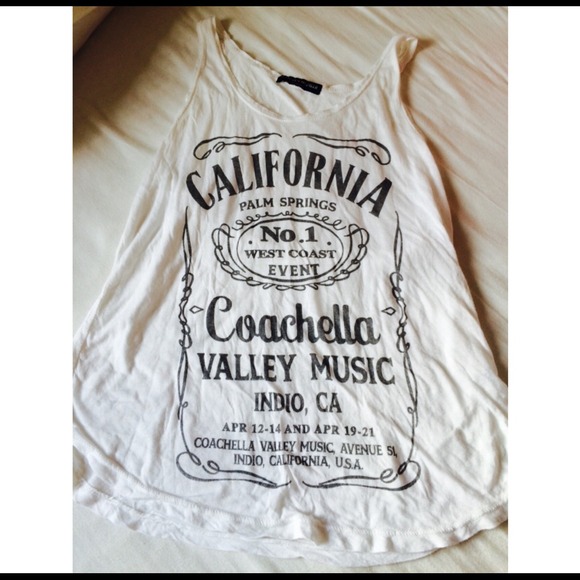 CALIFORNIA
PALM SPRINGS
No.1
WEST COAST
EVENT
Coachella
VALLEY MUSIC
INDIO, CA
APR 12-14 AND APR 19-21
COACHELLA VALLEY MUSIC, AVENUE 51,
INDIO, CALIFORNIA, U.S.A.